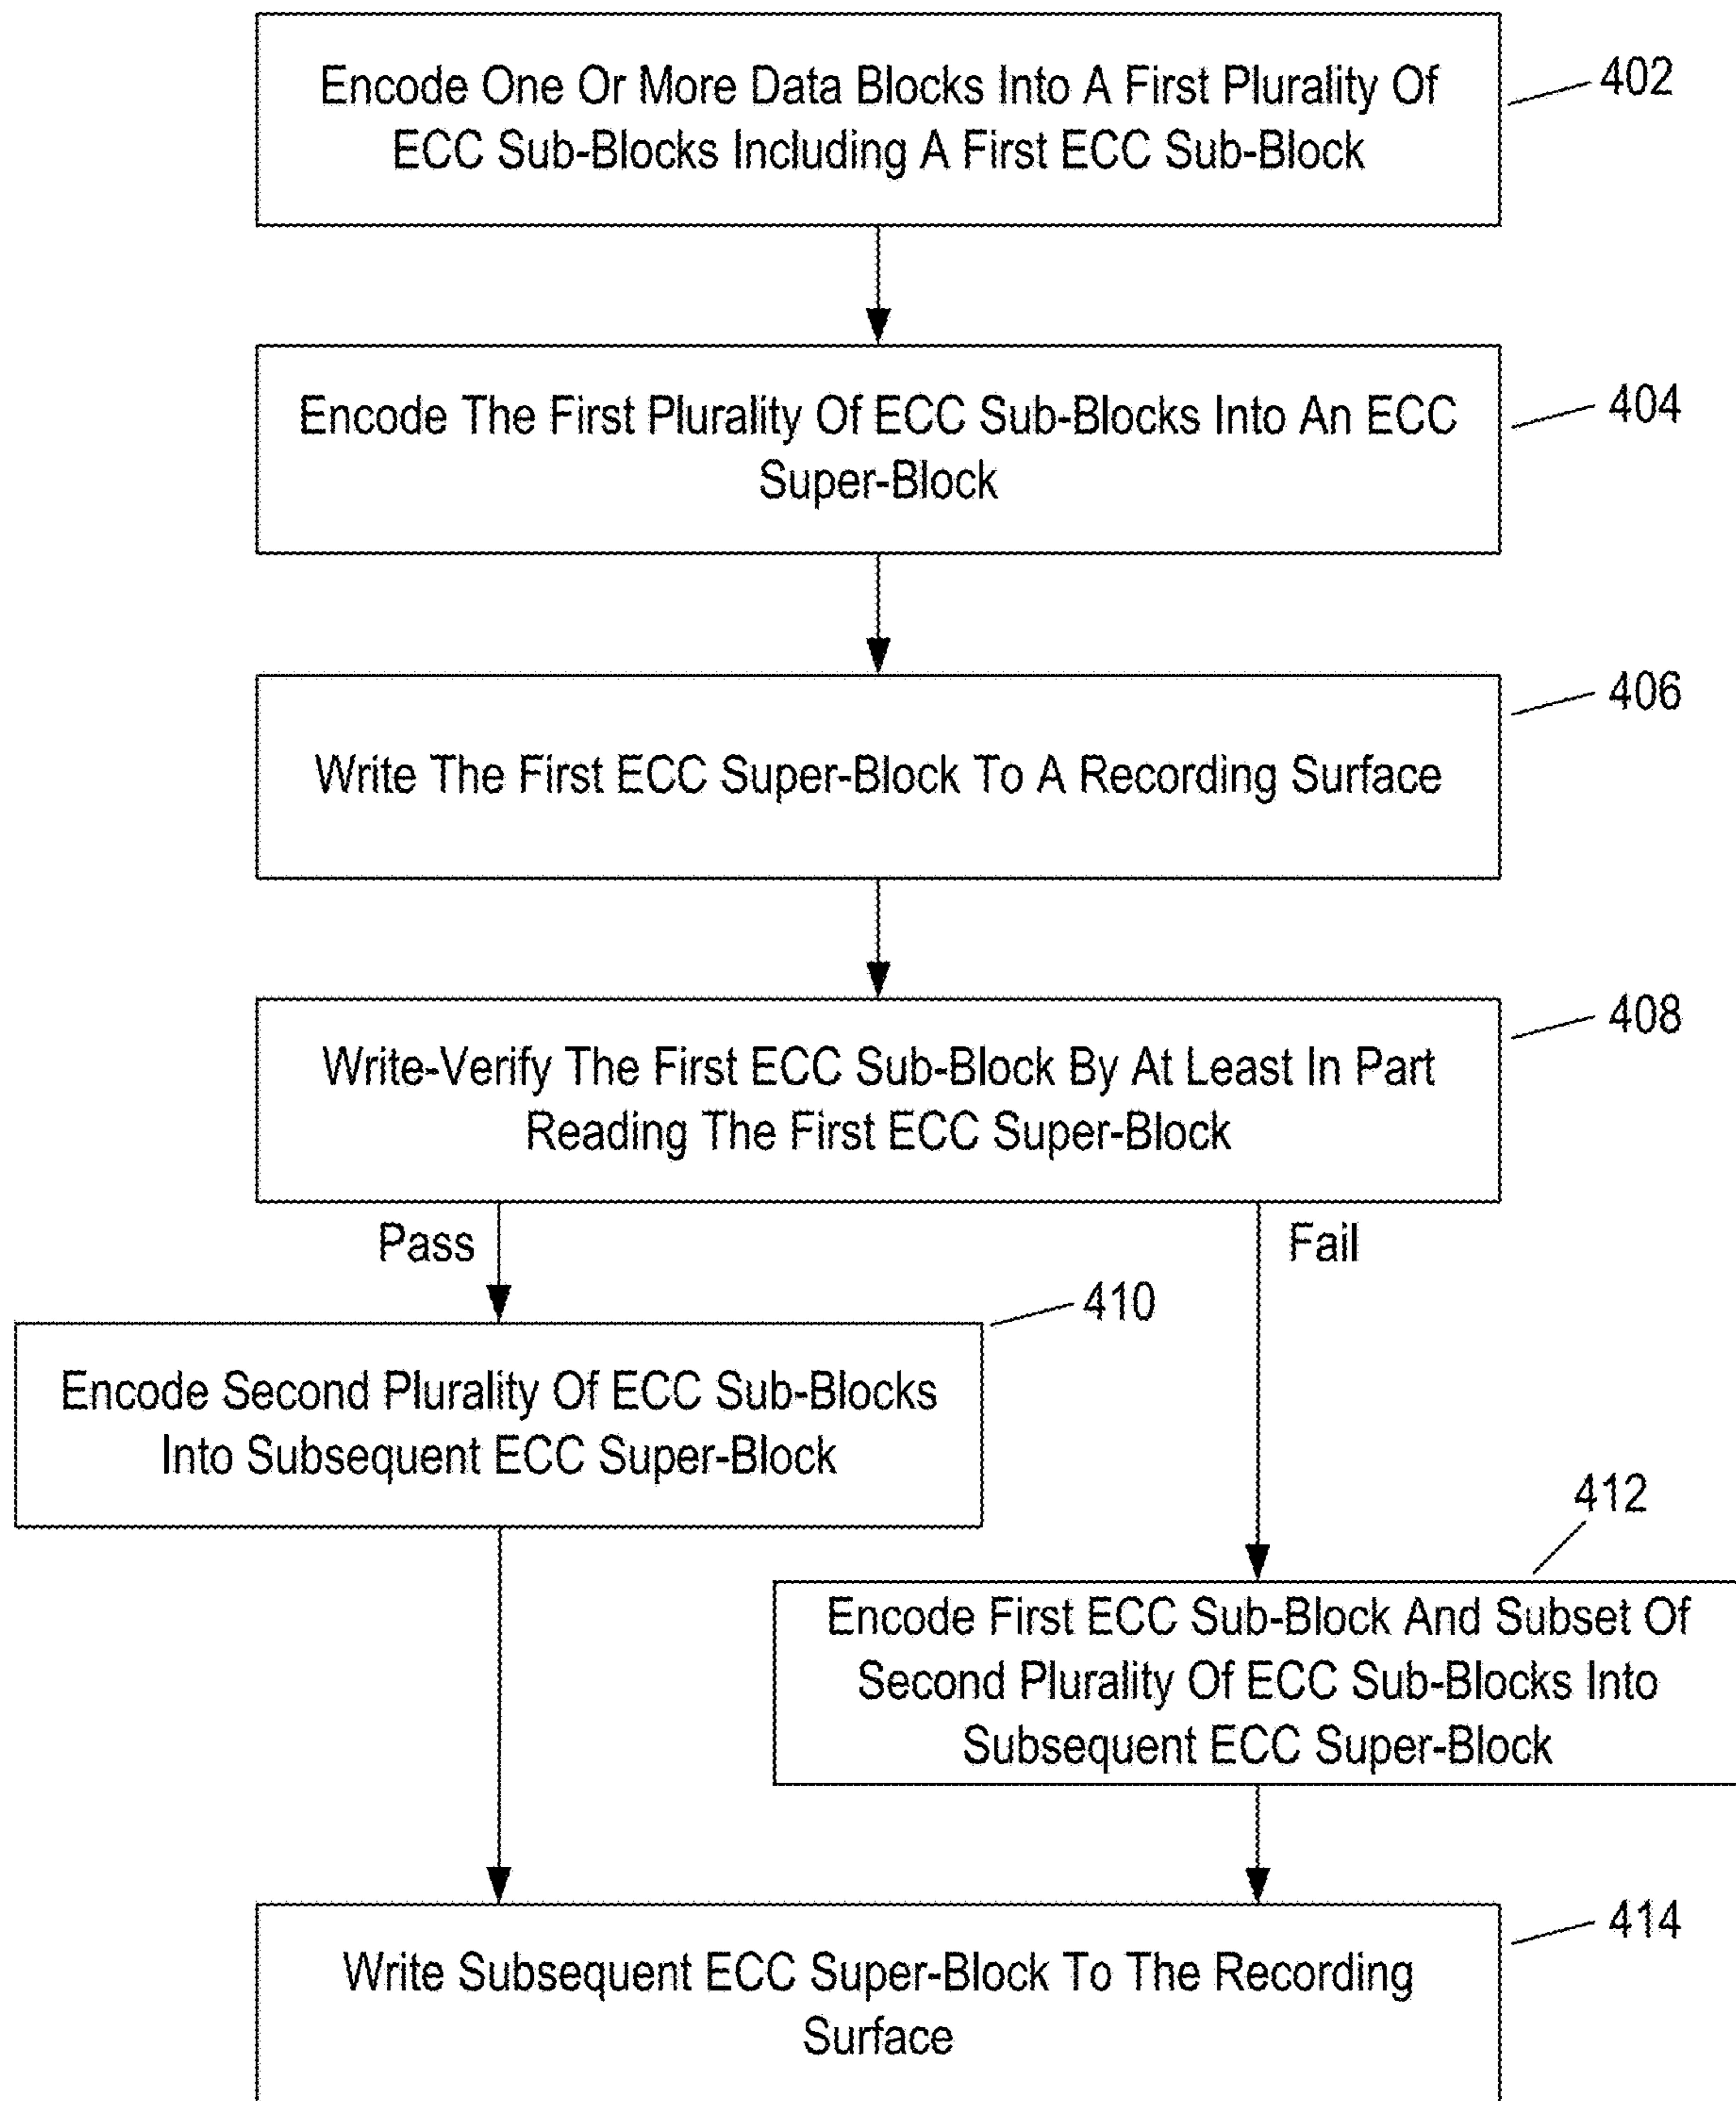 Encode One Or More Data Blocks Into A First Plurality Of
ECC Sub-Blocks Including A First ECC Sub-Block
402
Encode The First Plurality Of ECC Sub-Blocks Into An ECC
Super-Block
404
Write The First ECC Super-Block To A Recording Surface
406
Write-Verify The First ECC Sub-Block By At Least In Part
Reading The First ECC Super-Block
408
Pass
Fail
Encode Second Plurality Of ECC Sub-Blocks
Into Subsequent ECC Super-Block
410
Encode First ECC Sub-Block And Subset Of
Second Plurality Of ECC Sub-Blocks Into
Subsequent ECC Super-Block
412
Write Subsequent ECC Super-Block To The Recording
Surface
414